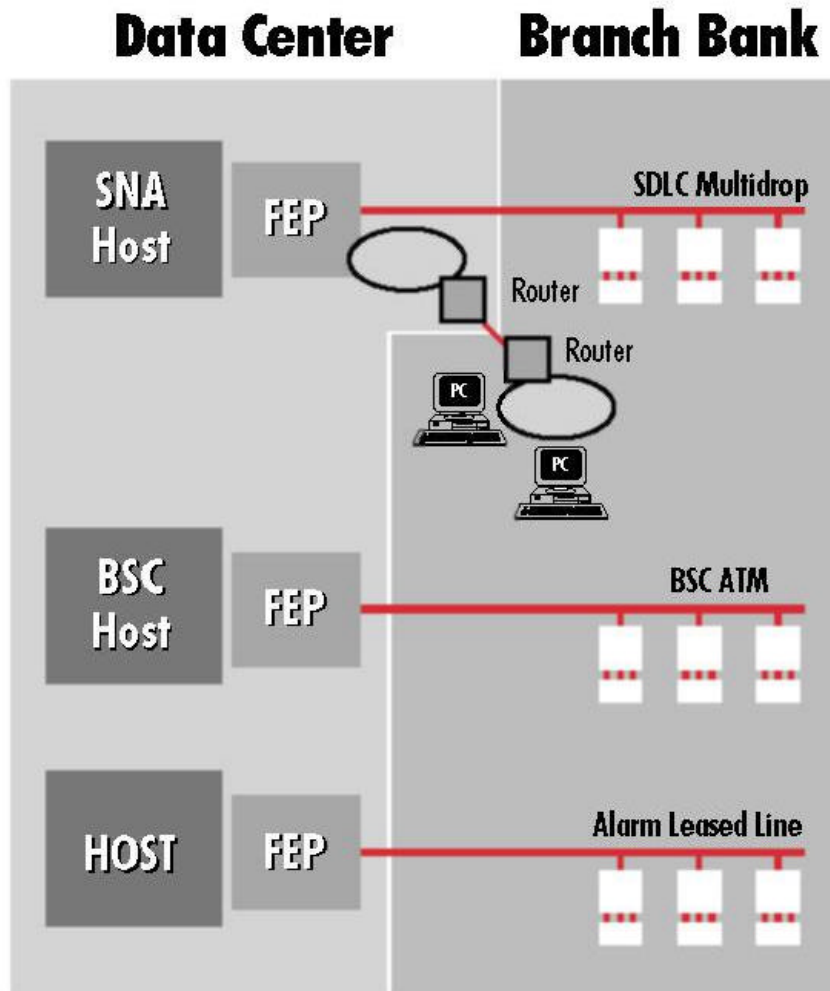 Data Center
Branch Bank
SNA
Host
FEP
SDLC Multidrop
Router
Router
PC
PC
BSC
Host
FEP
BSC ATM
HOST
FEP
Alarm Leased Line